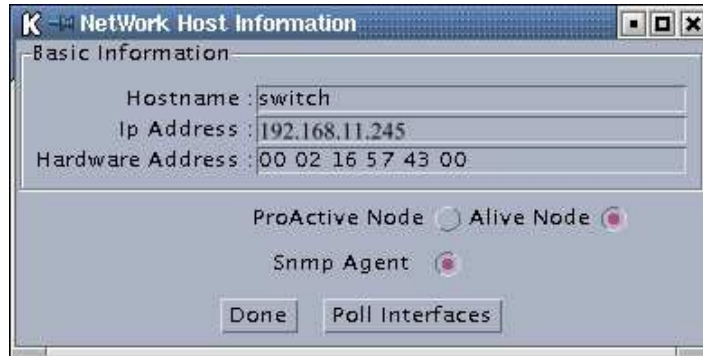 NetWork Host Information
Basic Information
Hostname : switch
Ip Address : 192.168.11.245
Hardware Address : 00 02 16 57 43 00
ProActive Node Alive Node
Snmp Agent
Done Poll Interfaces